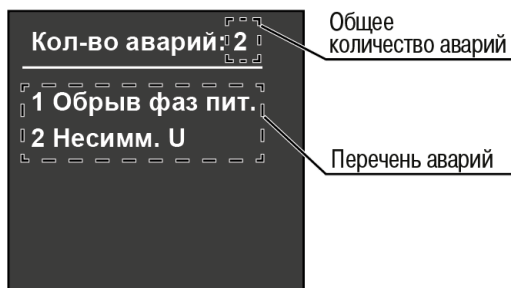 Кол-во аварий: 2
1 Обрыв фаз пит.
2 Несимм. U
Общее
количество аварий
Перечень аварий